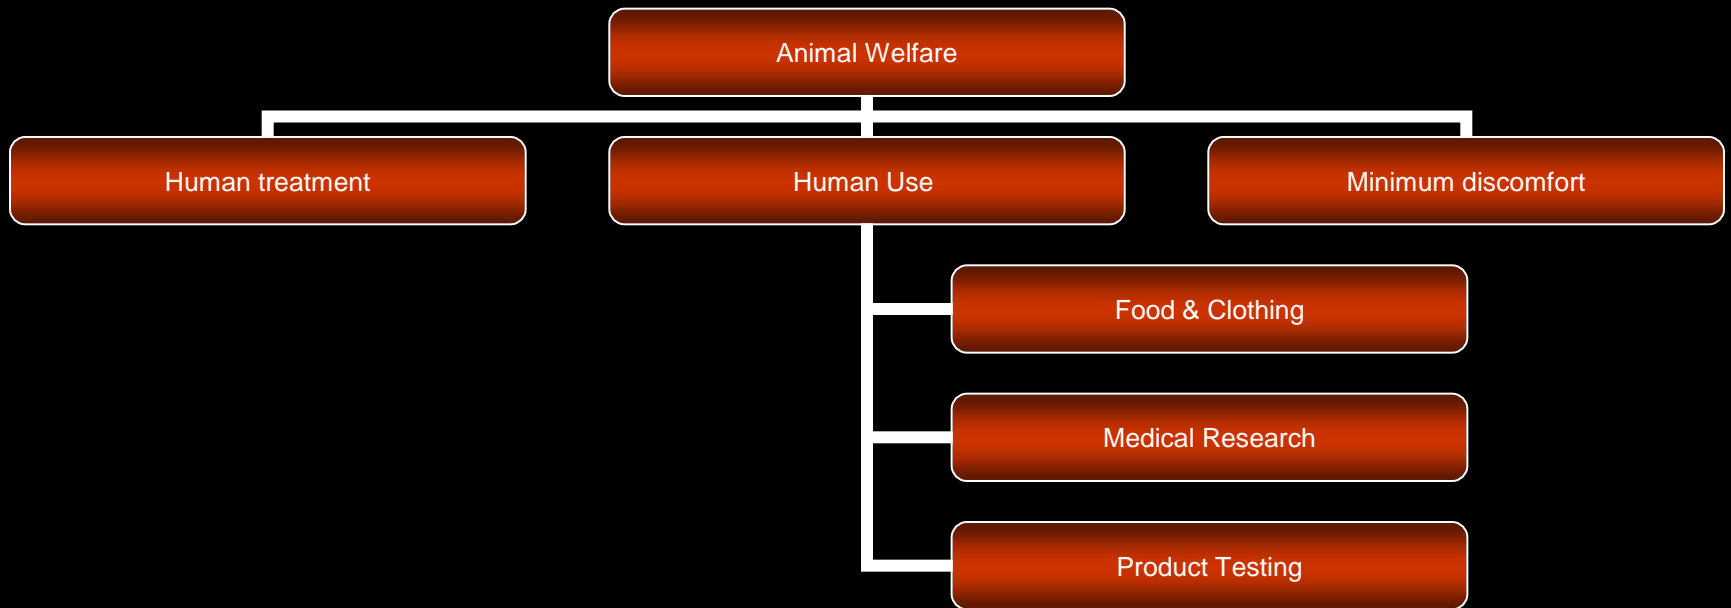 Animal Welfare
Human treatment
Human Use
Minimum discomfort
Food & Clothing
Medical Research
Product Testing